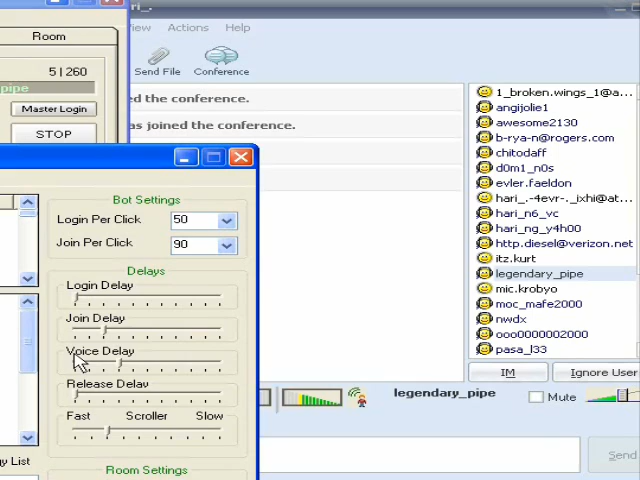 ari_.
View Actions Help
Room
Send File
Conference
5|260
pipe
Master Login
STOP
ed the conference.
as joined the conference.
1_broken.wings_1@a...
angijolie1
awesome2130
b-rya-n@rogers.com
chitodaff
d0m1_n0s
evler.faeldon
hari_.-4evr-._ixhi@at...
hari_n6_vc
hari_ng_y4h00
http.diesel@verizon.net
itz.kurt
legendary_pipe
mic.krobyo
moc_mafe2000
nwdx
ooo0000002000
pasa_l33
IM
Ignore User
Bot Settings
Login Per Click 50
Join Per Click 90
Delays
Login Delay
Join Delay
Voice Delay
Release Delay
Fast Scroller Slow
gy List
Room Settings
legendary_pipe
Mute
Send